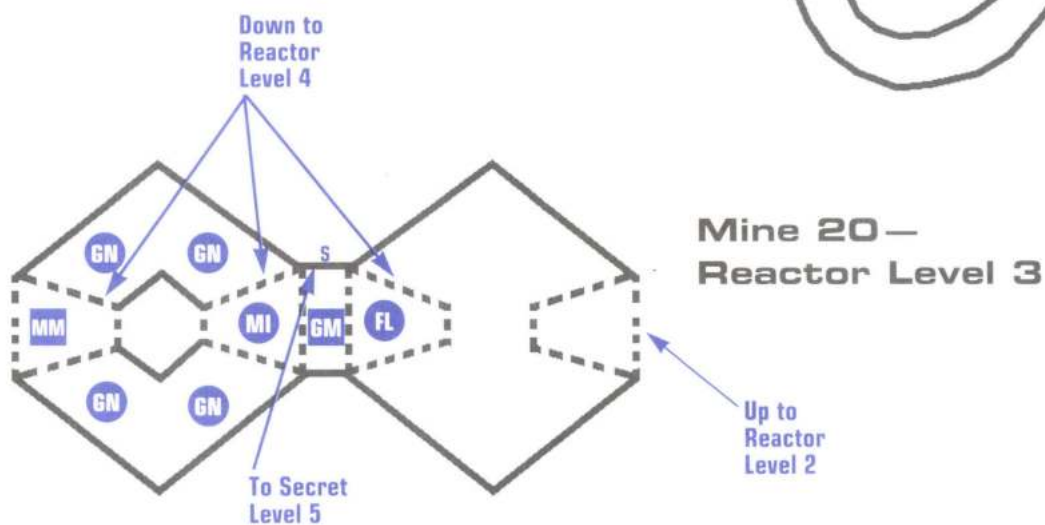 Down to
Reactor
Level 4
S
GN GN
Mine 20—
Reactor Level 3
MM MI GM FL
GN GN
Up to
Reactor
Level 2
To Secret
Level 5